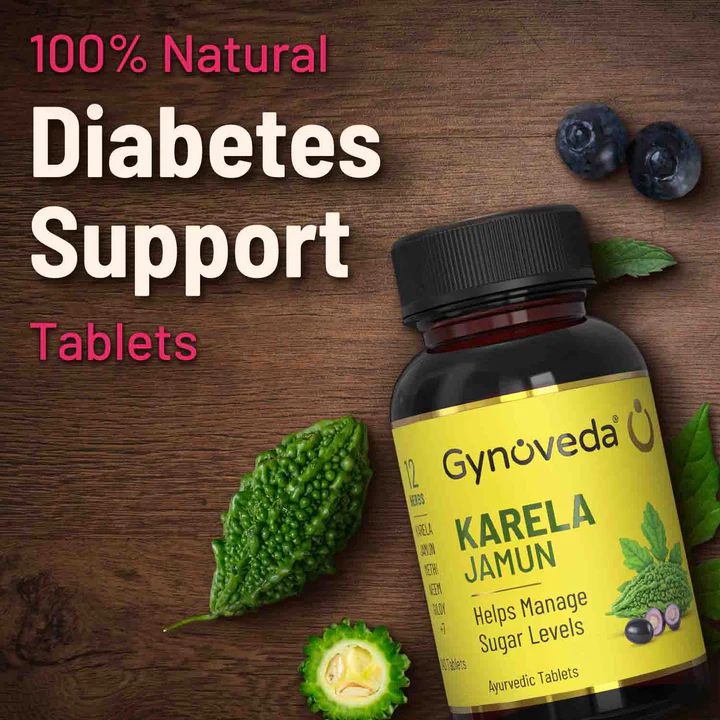 100% Natural
Diabetes
Support
Tablets
Gynoveda®
12
HERBS
KARELA
JAMUN
METHI
NEEM
GILOY
+7
KARELA
JAMUN
Helps Manage
Sugar Levels
Tablets
Ayurvedic Tablets